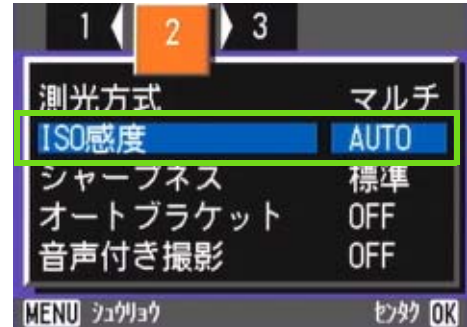 1 2 3
測光方式 マルチ
ISO感度 AUTO
シャープネス 標準
オートブラケット OFF
音声付き撮影 OFF
MENU シュウリョウ センタク OK